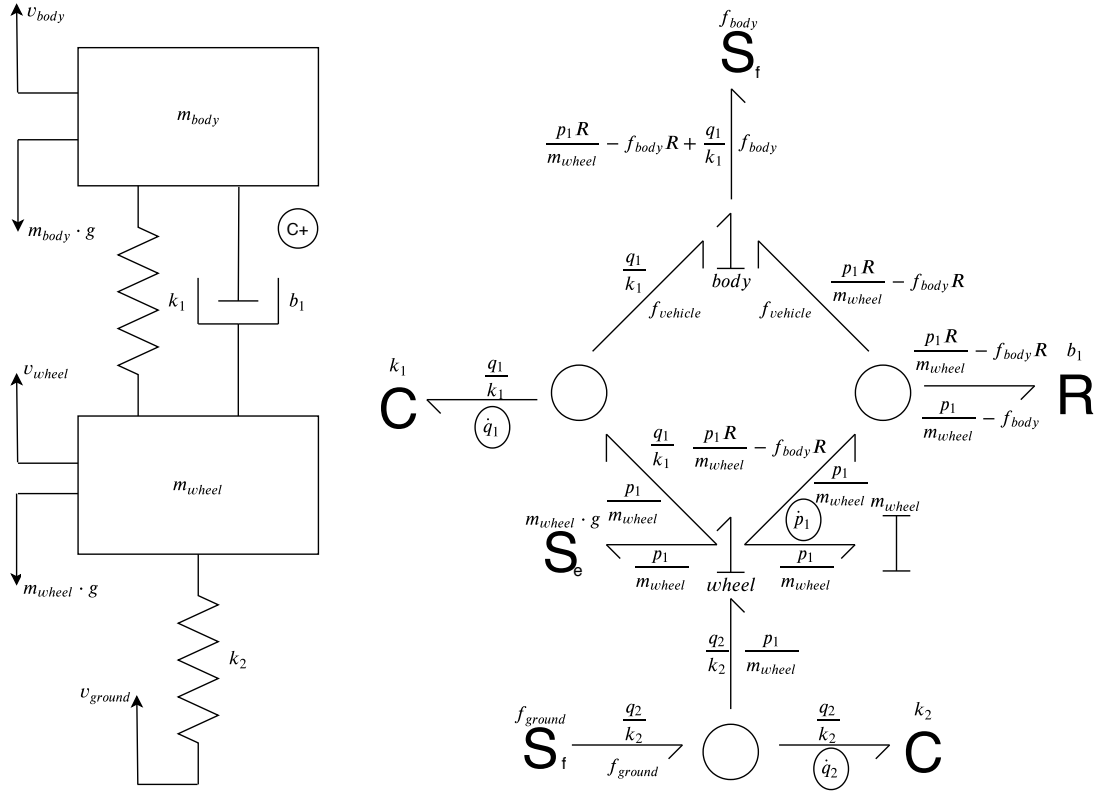 v_body
m_body
m_body · g
C+
k_1
b_1
v_wheel
m_wheel
m_wheel · g
k_2
v_ground
f_body
S_f
p_1 R / m_wheel − f_body R + q_1 / k_1
f_body
body
q_1 / k_1
f_vehicle
p_1 R / m_wheel − f_body R
f_vehicle
k_1
C
q_1 / k_1
q̇_1
p_1 R / m_wheel − f_body R
p_1 / m_wheel − f_body
b_1
R
q_1 / k_1
p_1 / m_wheel
p_1 R / m_wheel − f_body R
p_1 / m_wheel
m_wheel · g
S_e
p_1 / m_wheel
wheel
ṗ_1
p_1 / m_wheel
m_wheel
I
q_2 / k_2
p_1 / m_wheel
f_ground
S_f
q_2 / k_2
f_ground
q_2 / k_2
q̇_2
k_2
C